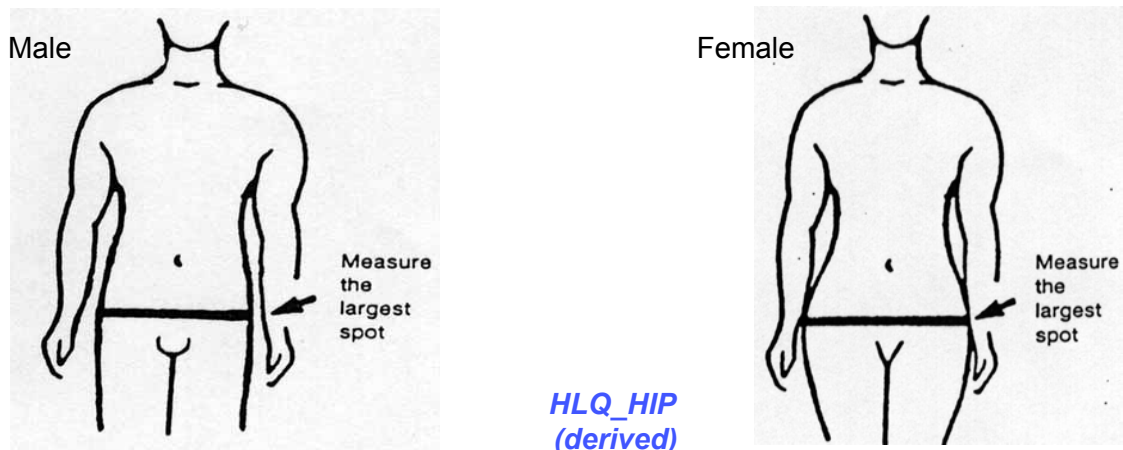 Male
Measure
the
largest
spot
Female
Measure
the
largest
spot
HLQ_HIP
(derived)